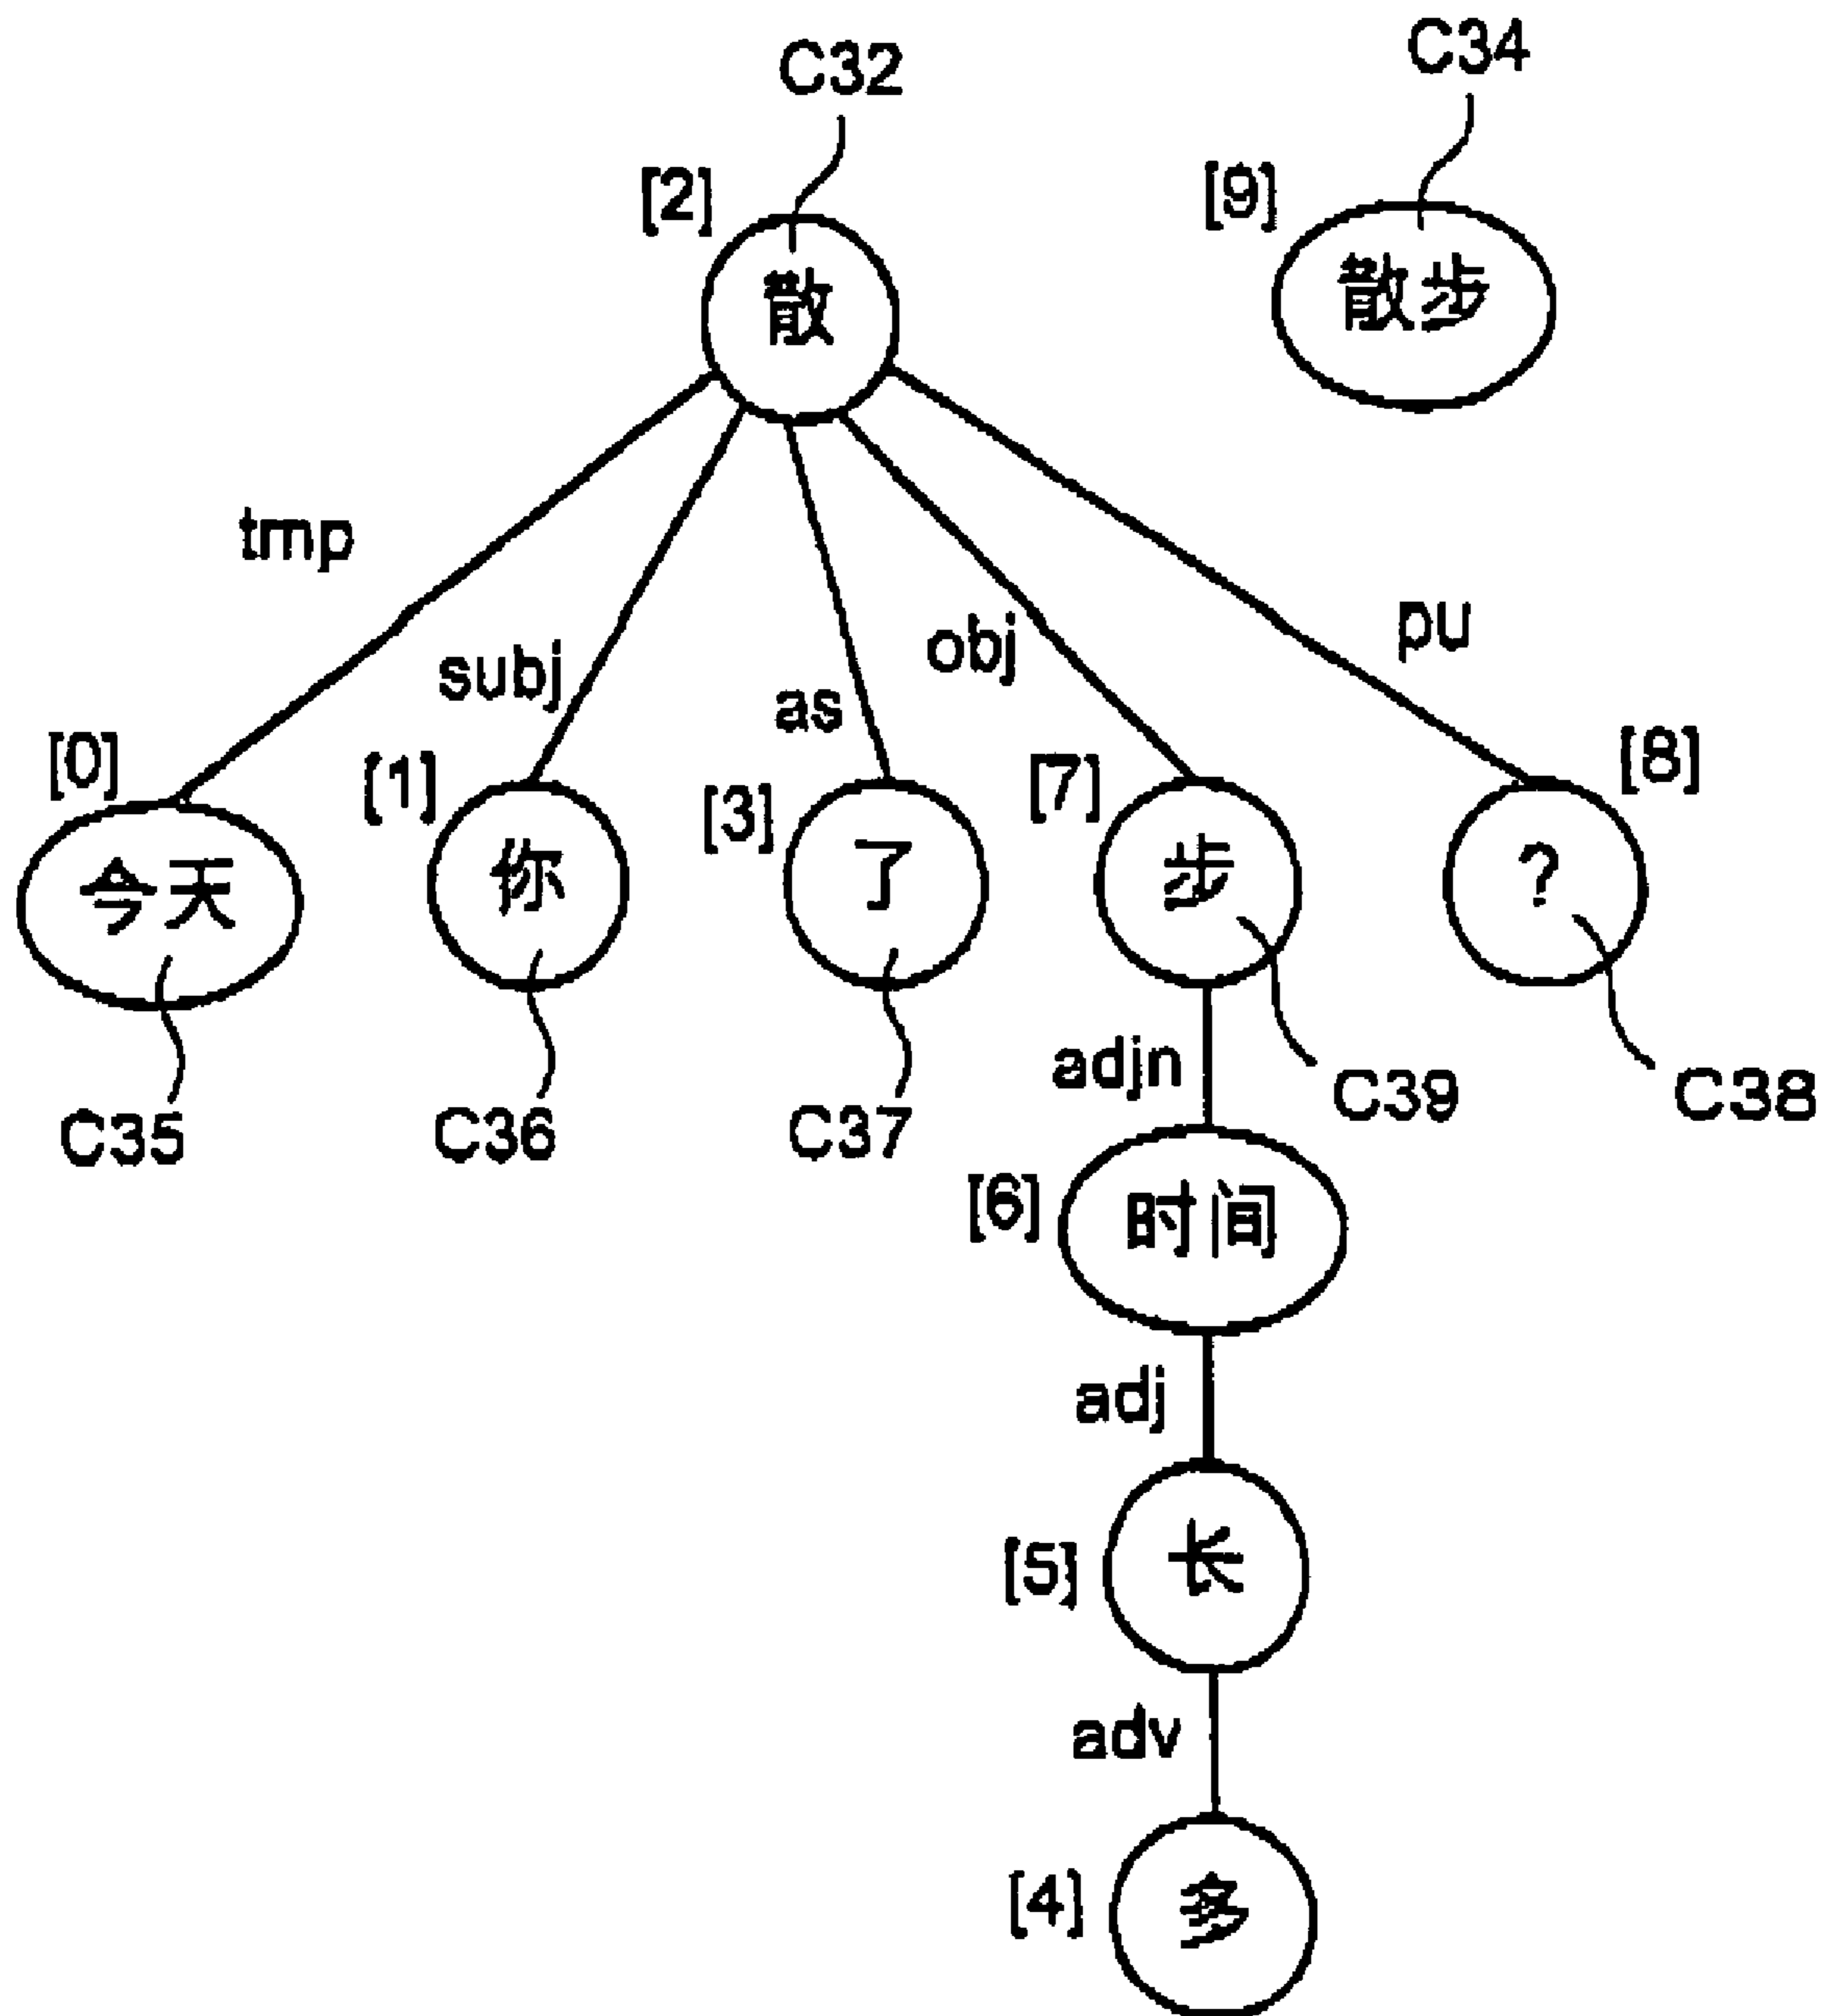 C32
C34
[2]
[9]
散
散步
tmp
subj
as
obj
pu
[0]
[1]
[3]
[7]
[8]
今天
你
了
步
?
C35
C36
C37
adjn
C39
C38
[6]
时间
adj
[5]
长
adv
[4]
多